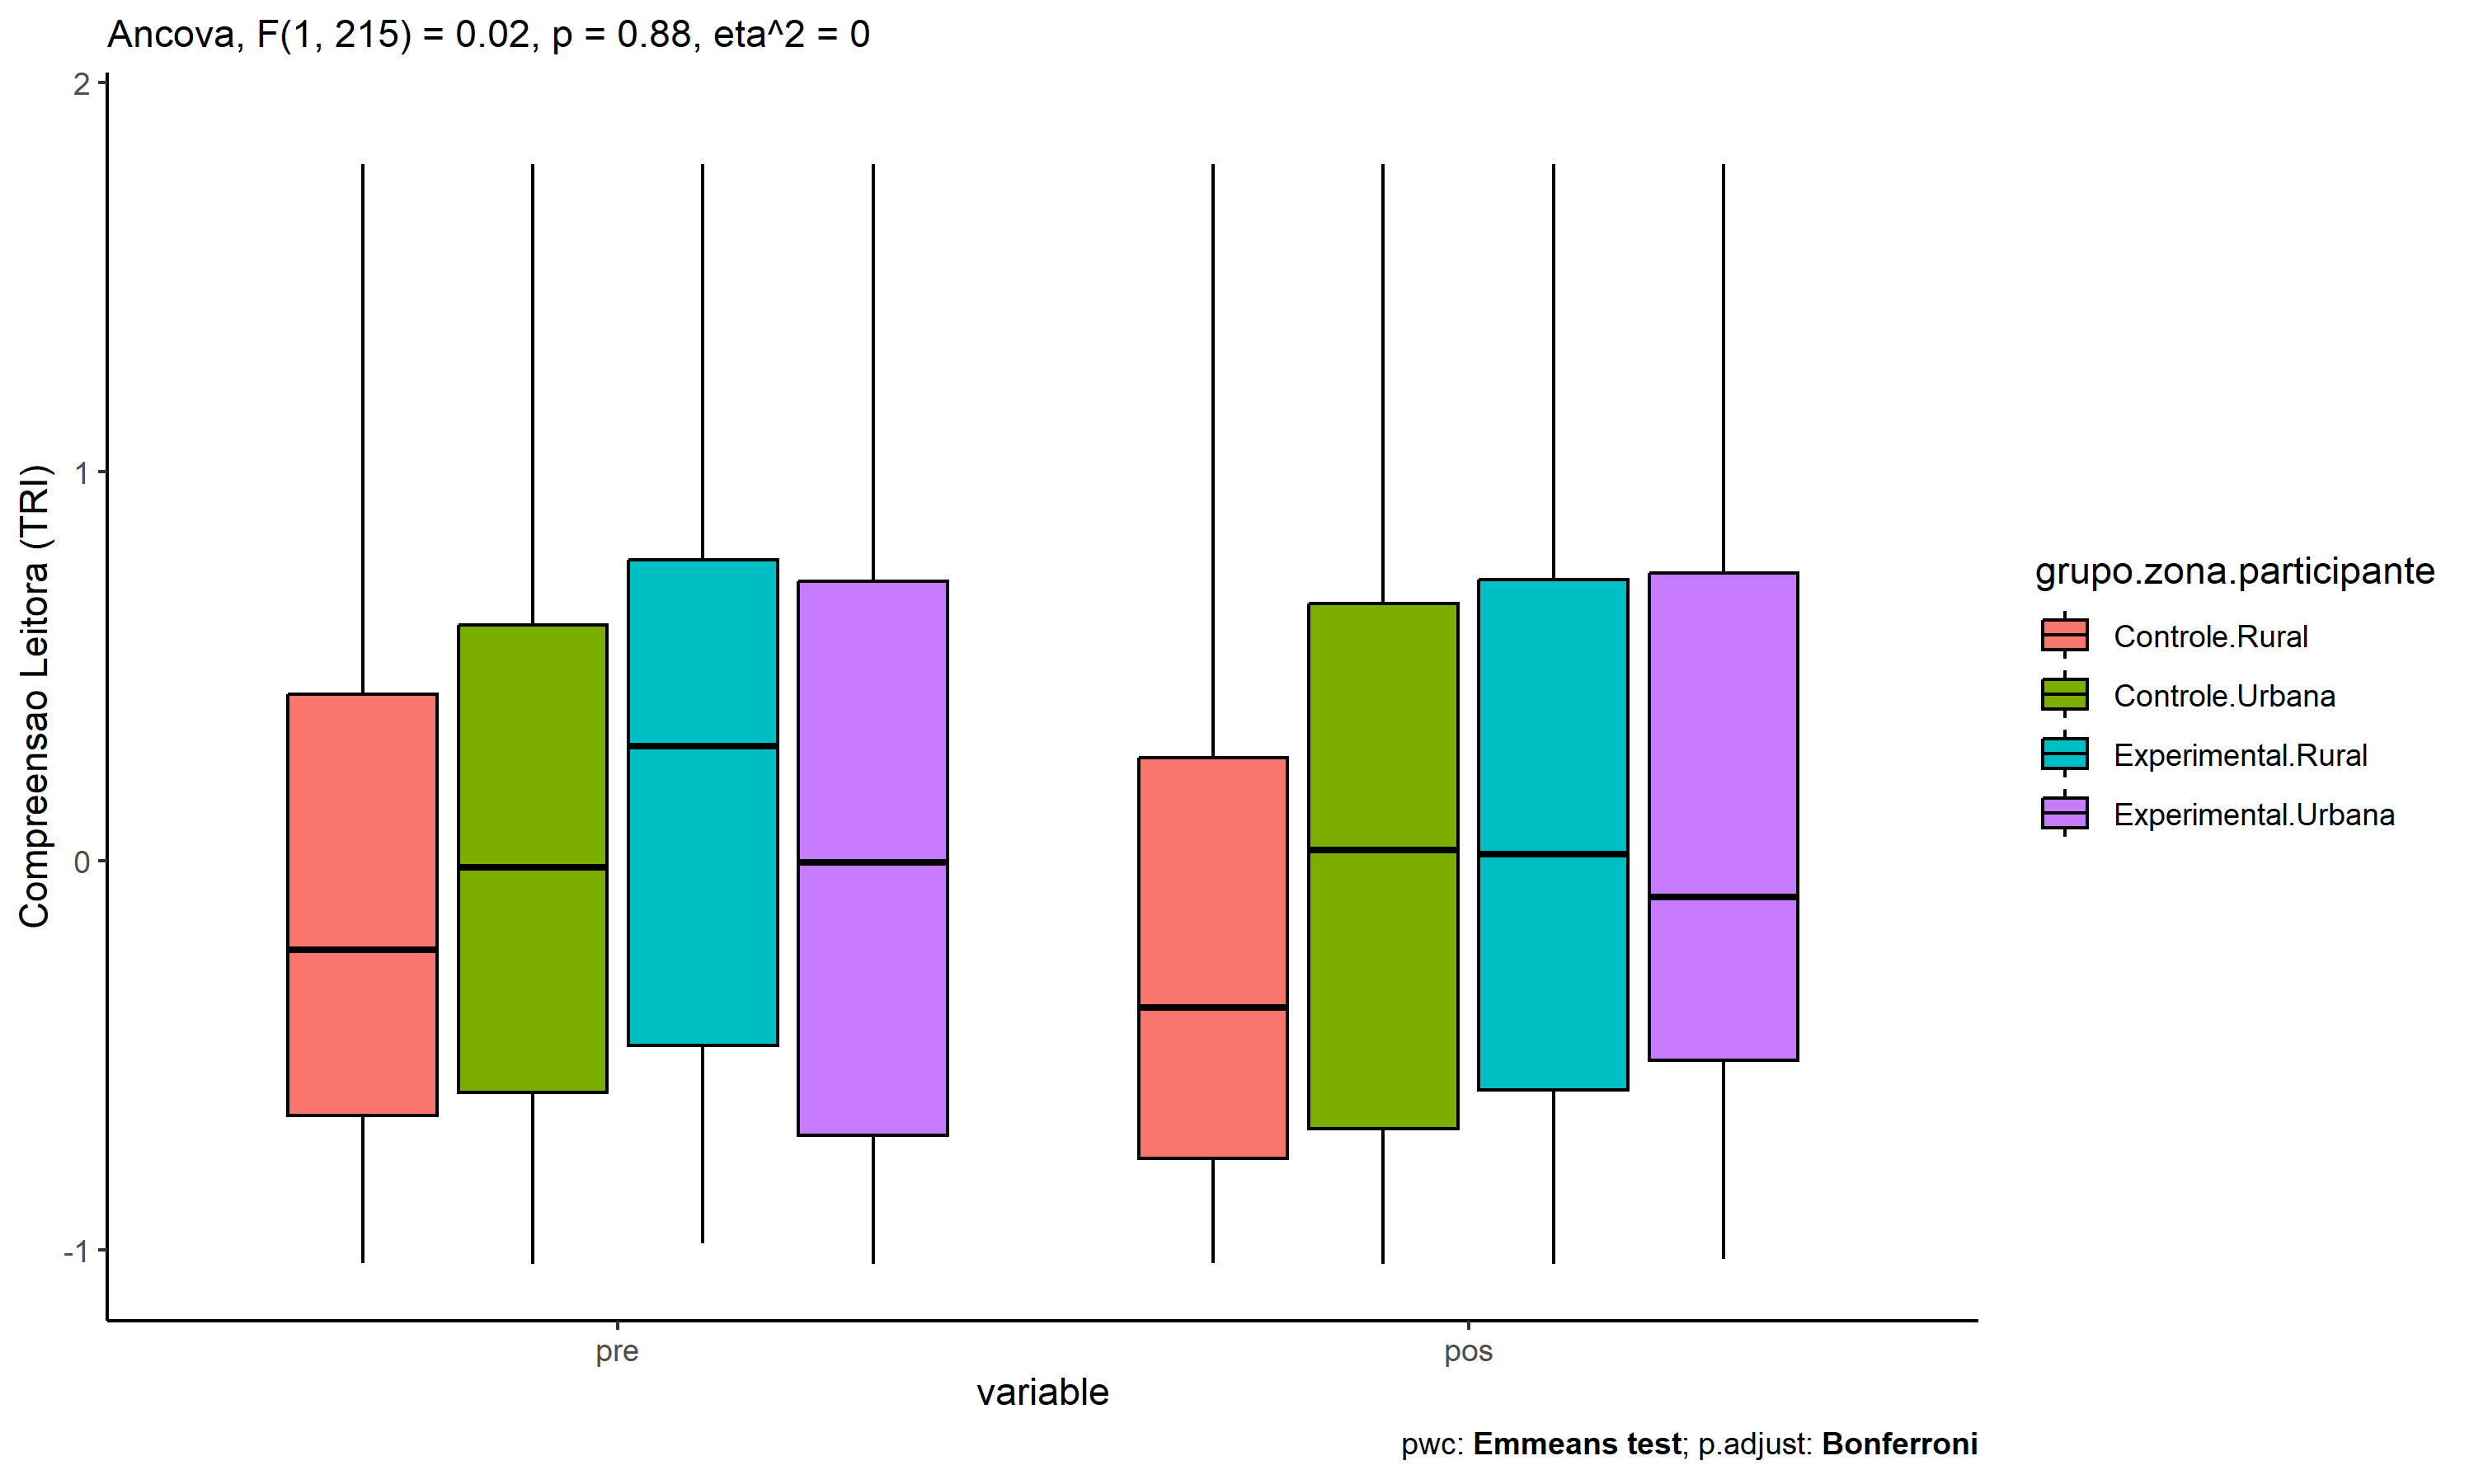 Ancova, F(1, 215) = 0.02, p = 0.88, eta^2 = 0
Compreensao Leitora (TRI)
2
1
0
-1
pre
pos
variable
grupo.zona.participante
Controle.Rural
Controle.Urbana
Experimental.Rural
Experimental.Urbana
pwc: Emmeans test; p.adjust: Bonferroni